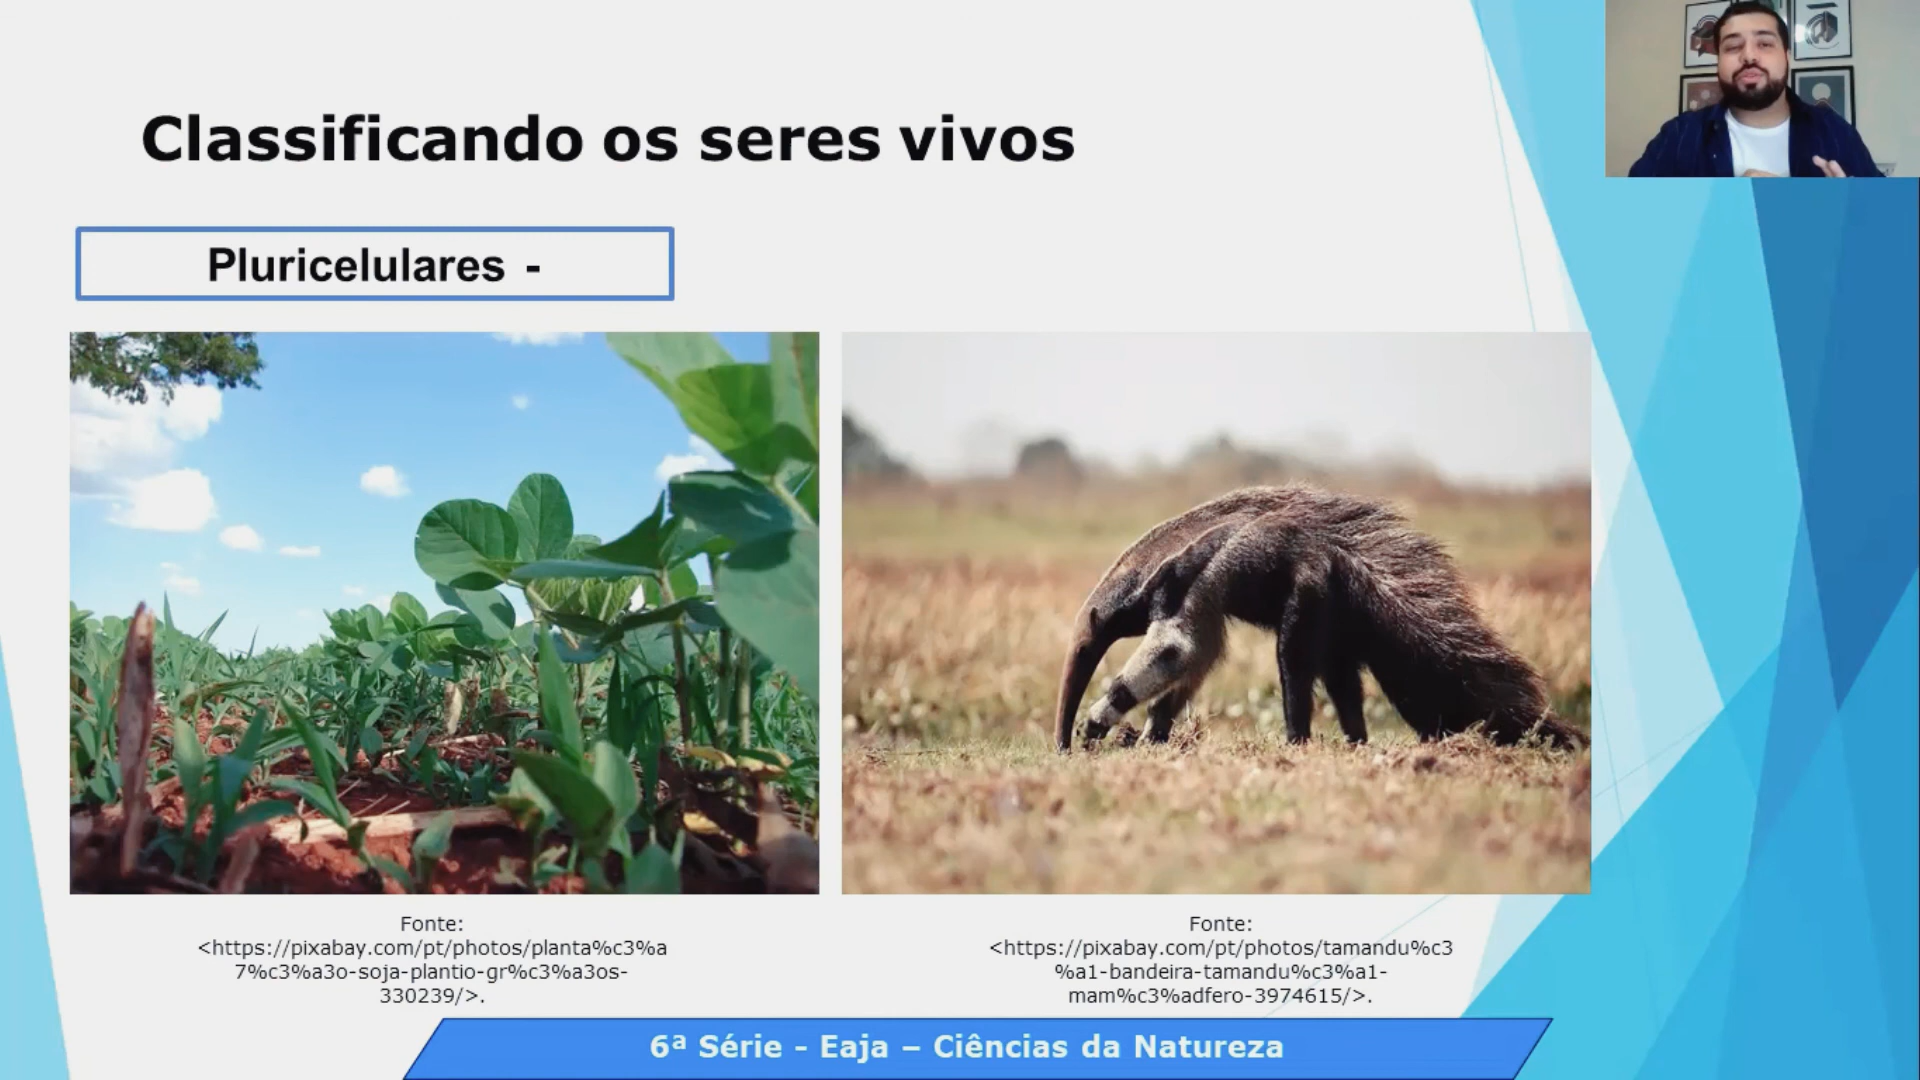 Classificando os seres vivos
Pluricelulares -
Fonte:
<https://pixabay.com/pt/photos/planta%c3%a
7%c3%a3o-soja-plantio-gr%c3%a3os-
330239/>.
Fonte:
<https://pixabay.com/pt/photos/tamandu%c3
%a1-bandeira-tamandu%c3%a1-
mam%c3%adfero-3974615/>.
6ª Série - Eaja – Ciências da Natureza